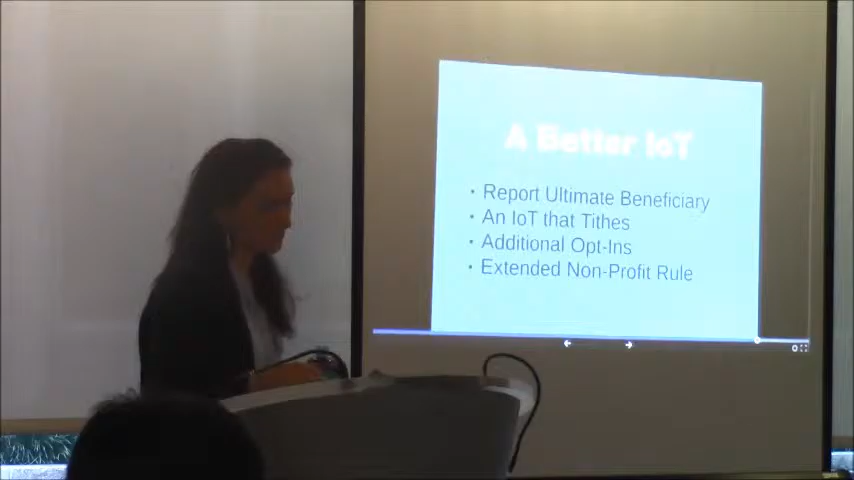 A Better IoT
• Report Ultimate Beneficiary
• An IoT that Tithes
• Additional Opt-Ins
• Extended Non-Profit Rule